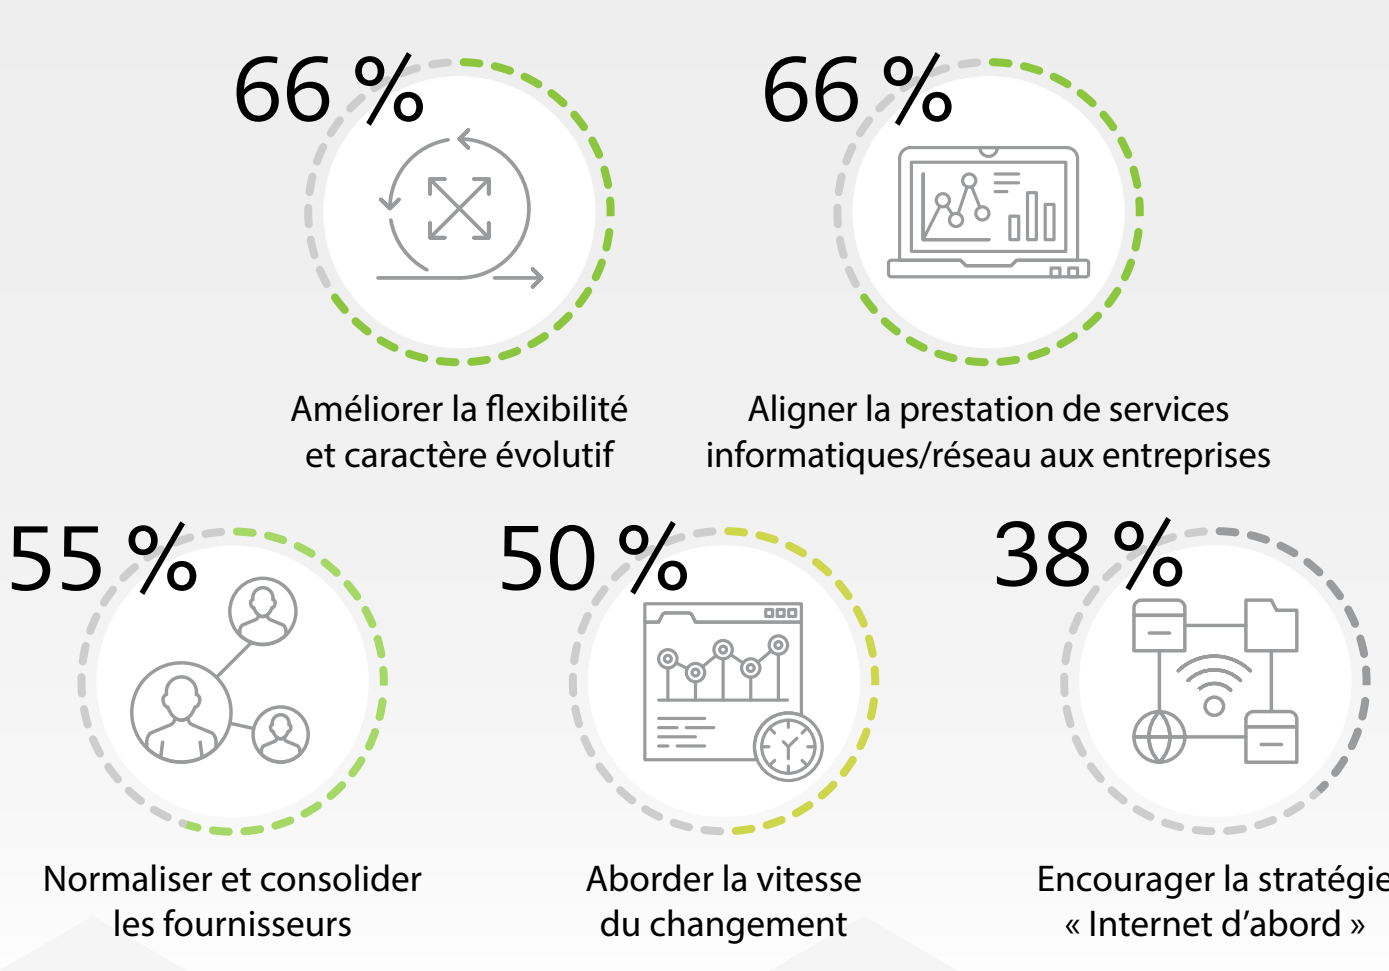 66 %
Améliorer la flexibilité
et caractère évolutif
66 %
Aligner la prestation de services
informatiques/réseau aux entreprises
55 %
Normaliser et consolider
les fournisseurs
50 %
Aborder la vitesse
du changement
38 %
Encourager la stratégie
« Internet d’abord »